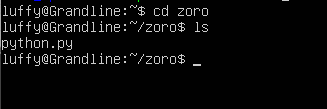 luffy@Grandline:~$ cd zoro
luffy@Grandline:~/zoro$ ls
python.py
luffy@Grandline:~/zoro$ _